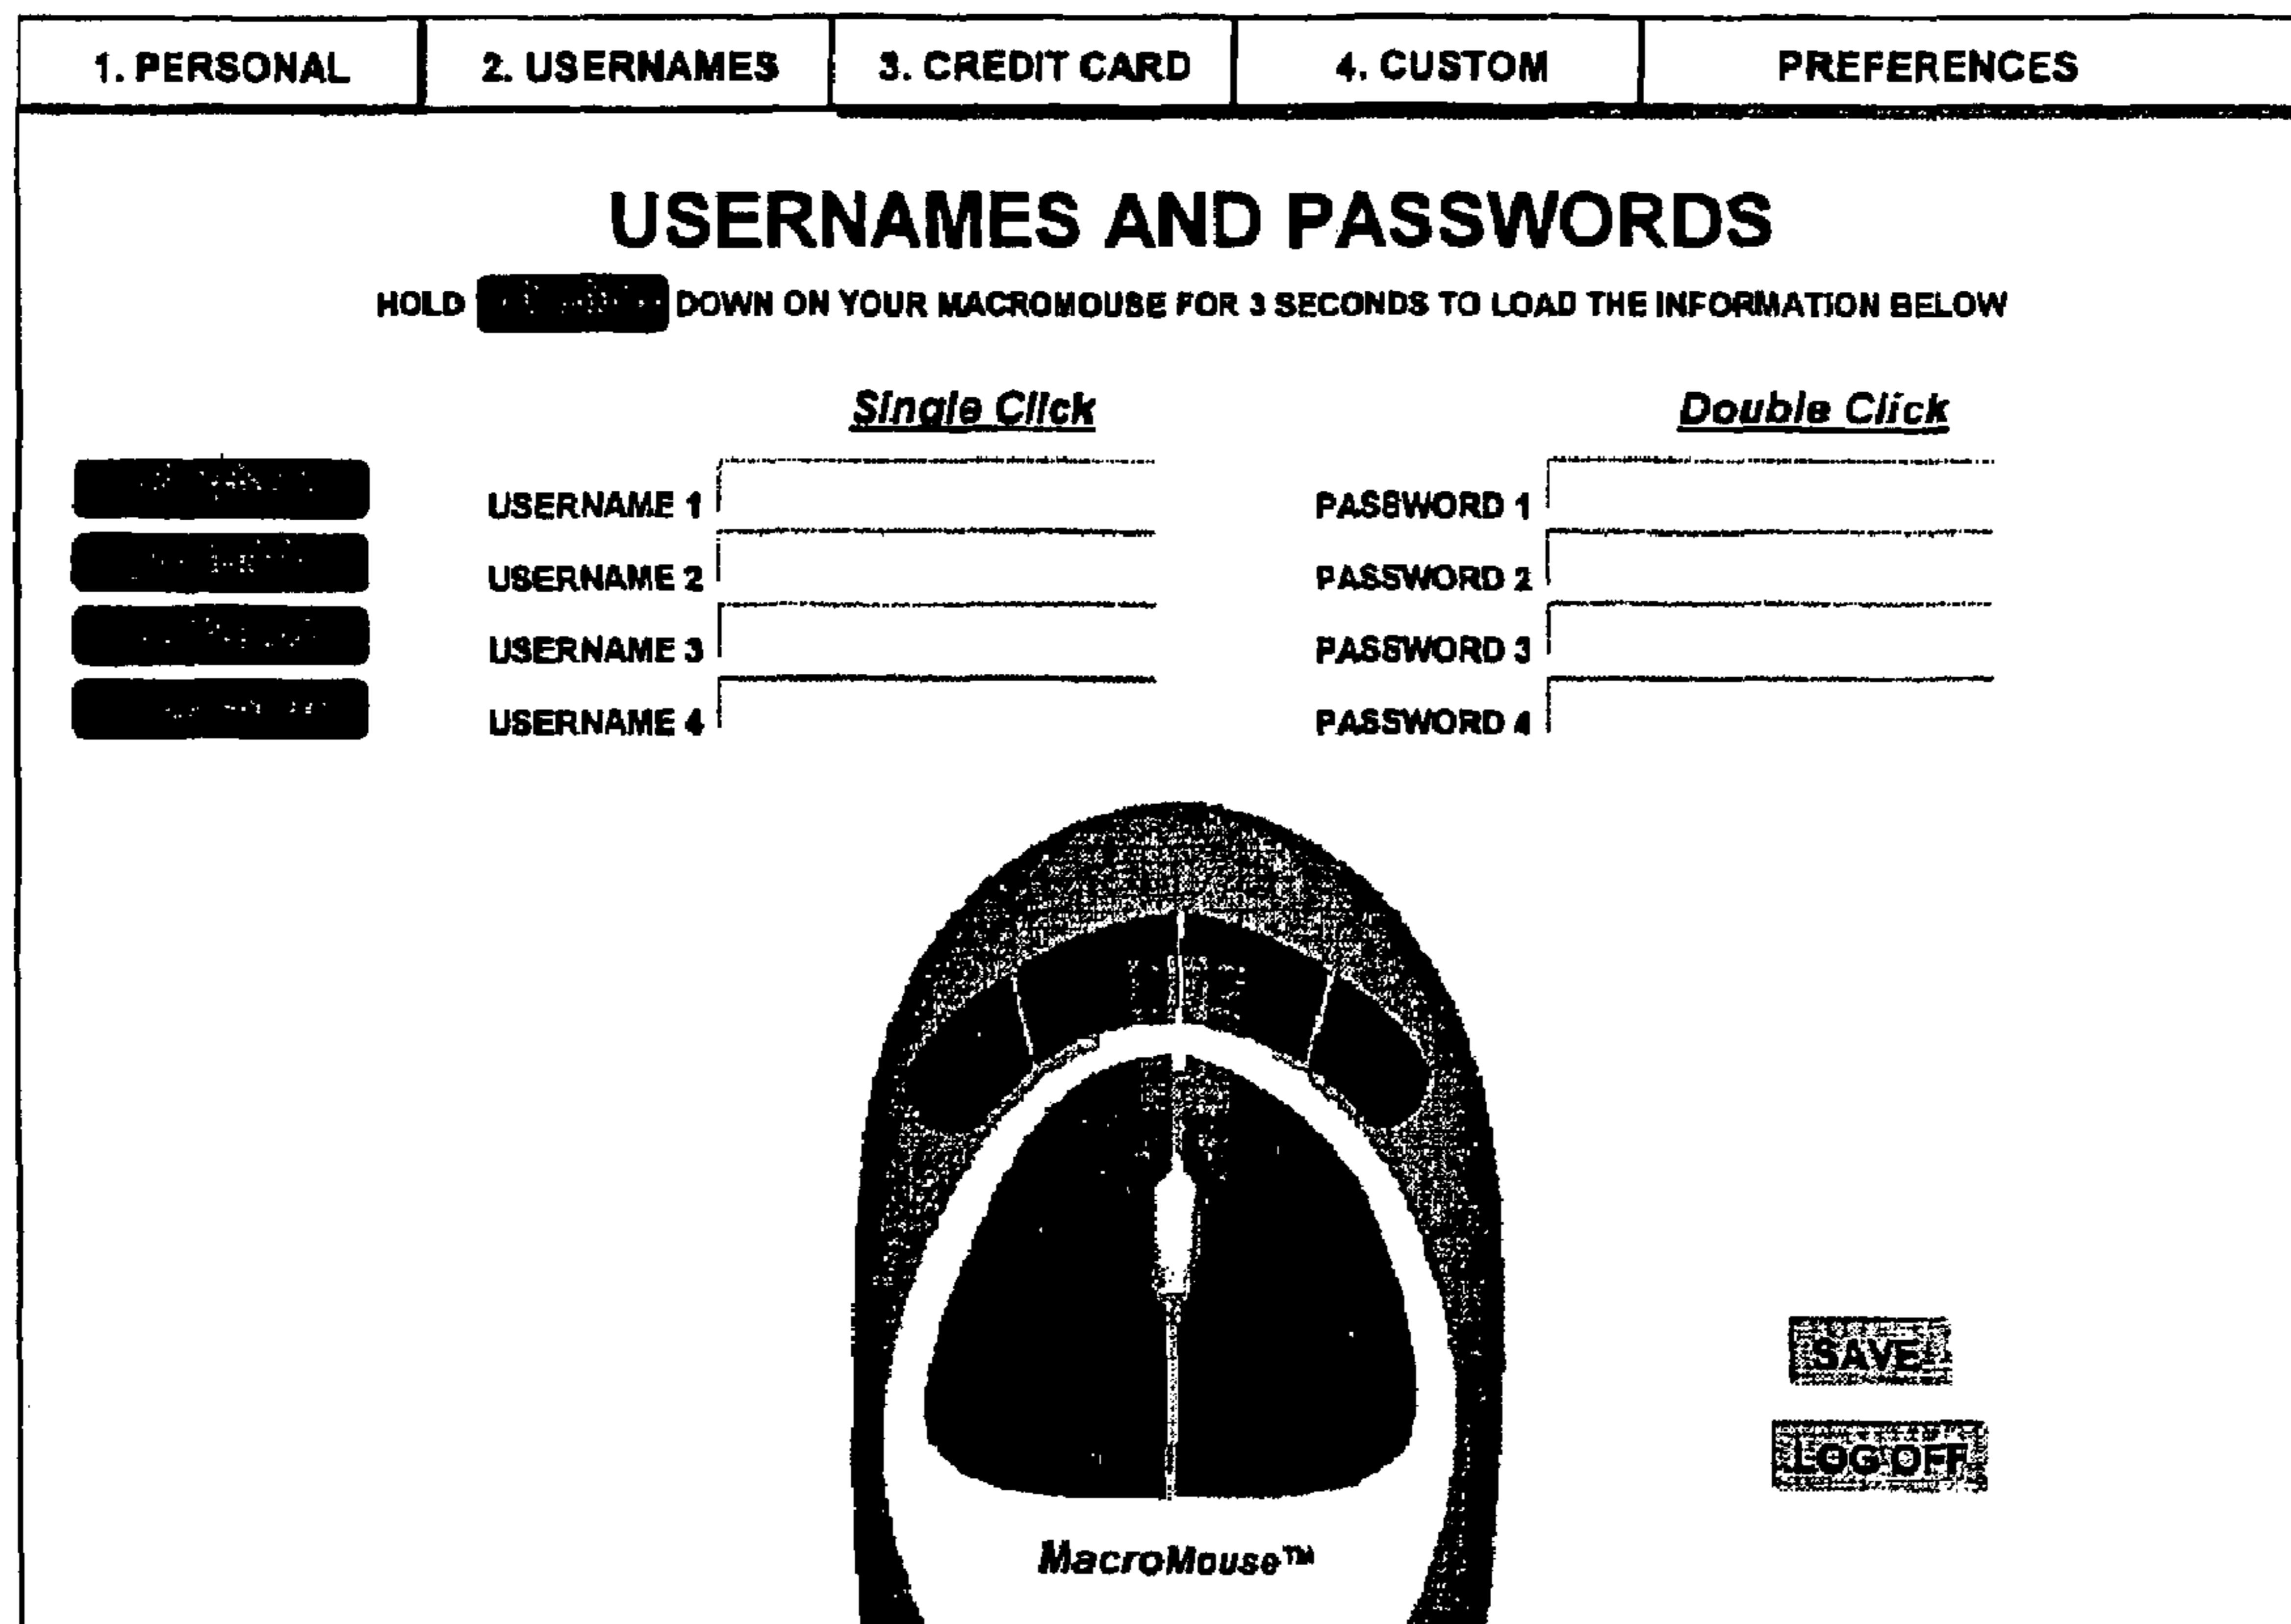 1. PERSONAL 2. USERNAMES 3. CREDIT CARD 4. CUSTOM PREFERENCES
USERNAMES AND PASSWORDS
HOLD DOWN ON YOUR MACROMOUSE FOR 3 SECONDS TO LOAD THE INFORMATION BELOW
Single Click Double Click
USERNAME 1 PASSWORD 1
USERNAME 2 PASSWORD 2
USERNAME 3 PASSWORD 3
USERNAME 4 PASSWORD 4
SAVE
LOG OFF
MacroMouse™